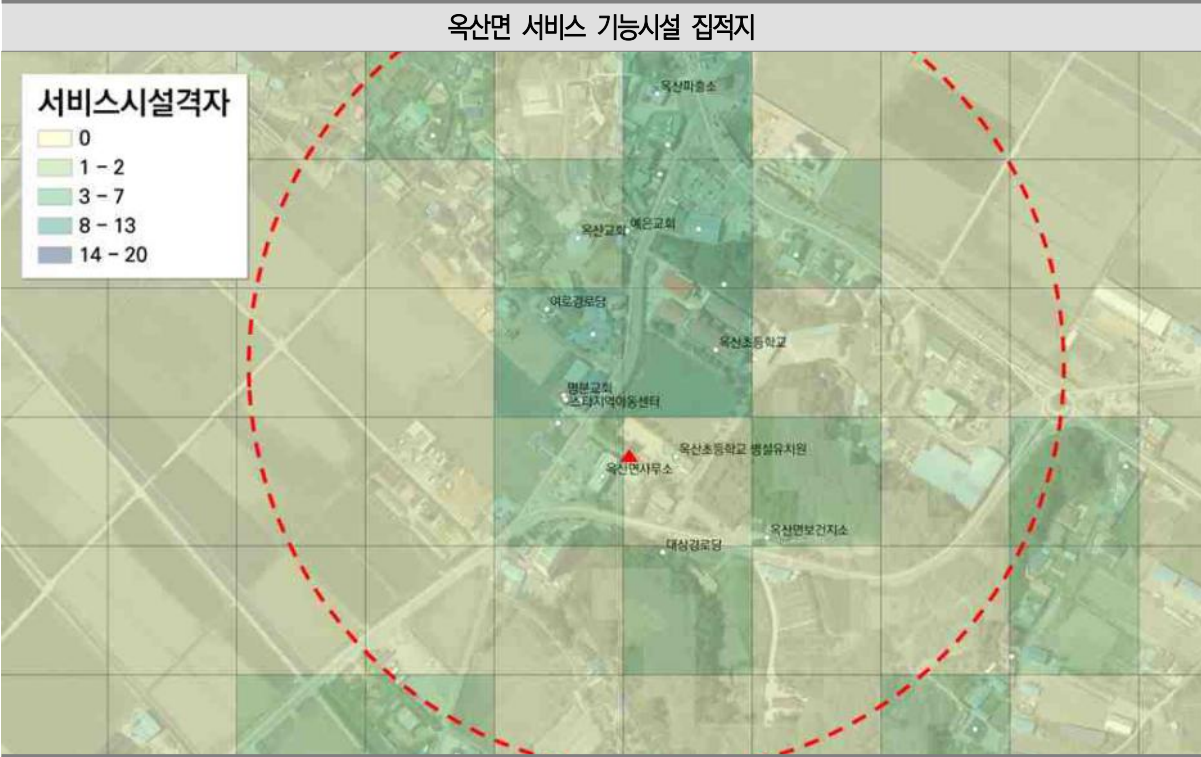 옥산면 서비스 기능시설 집적지
서비스시설격자
0
1 - 2
3 - 7
8 - 13
14 - 20
옥산파출소
옥산교회
예은교회
여로경로당
옥산초등학교
명분교회
스타지역아동센터
옥산초등학교 병설유치원
옥산면사무소
옥산면보건지소
대상경로당